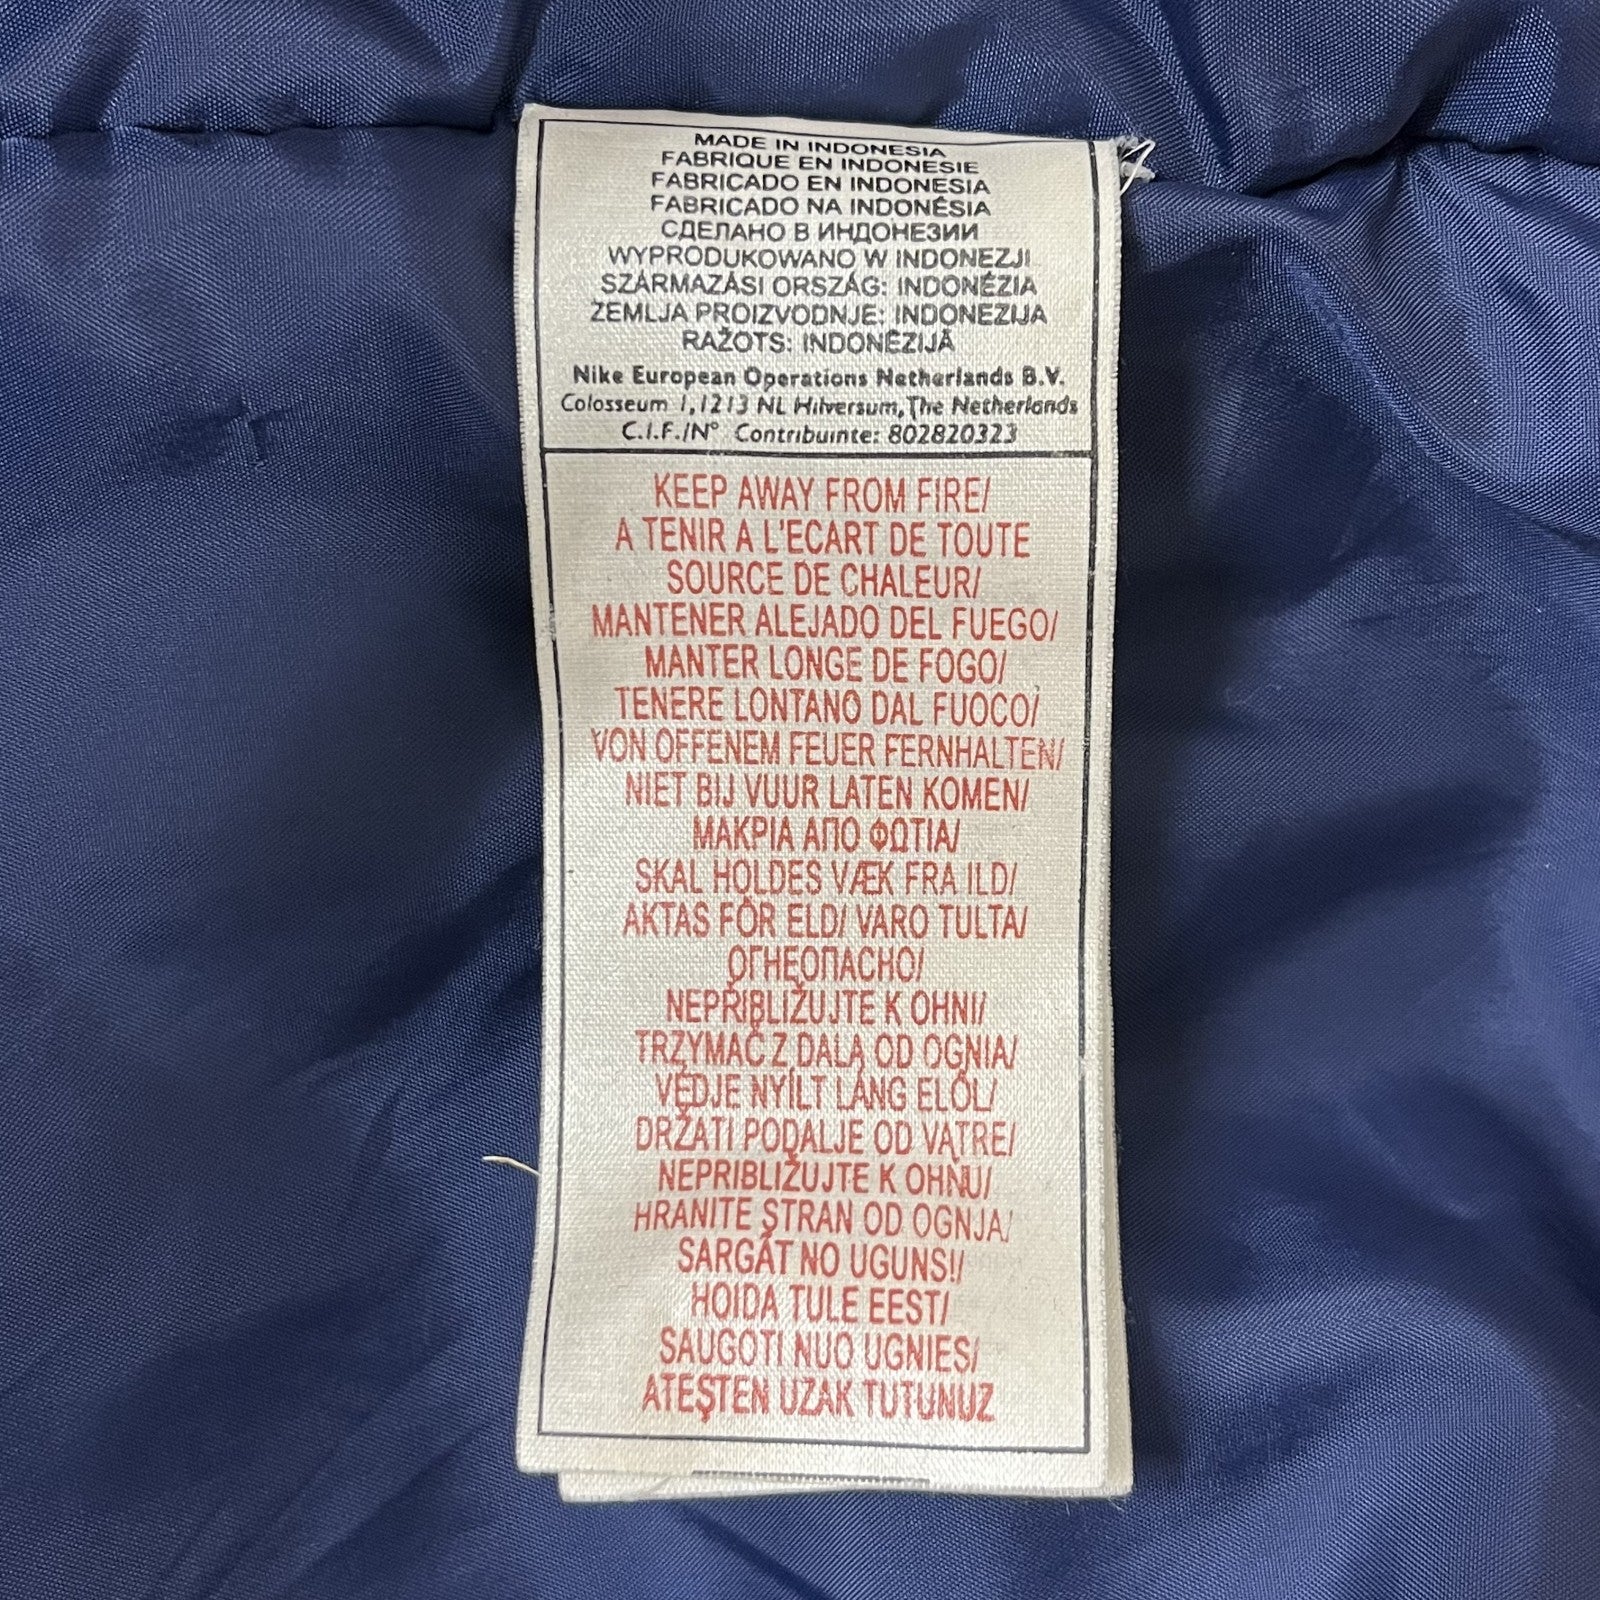 MADE IN INDONESIA
FABRIQUE EN INDONESIE
FABRICADO EN INDONESIA
FABRICADO NA INDONÉSIA
СДЕЛАНО В ИНДОНЕЗИИ
WYPRODUKOWANO W INDONEZJI
SZÁRMAZÁSI ORSZÁG: INDONÉZIA
ZEMLJA PROIZVODNJE: INDONEZIJA
RAŽOTS: INDONĒZIJĀ
Nike European Operations Netherlands B.V.
Colosseum 1,1213 NL Hilversum,The Netherlands
C.I.F./N° Contribuinte: 802820323
KEEP AWAY FROM FIRE/
A TENIR A L'ECART DE TOUTE
SOURCE DE CHALEUR/
MANTENER ALEJADO DEL FUEGO/
MANTER LONGE DE FOGO/
TENERE LONTANO DAL FUOCO/
VON OFFENEM FEUER FERNHALTEN/
NIET BIJ VUUR LATEN KOMEN/
ΜΑΚΡΙΑ ΑΠΟ ΦΩΤΙΑ/
SKAL HOLDES VÆK FRA ILD/
AKTAS FÖR ELD/ VARO TULTA/
ОГНЕОПАСНО/
NEPŘIBLIŽUJTE K OHNI/
TRZYMAĆ Z DALA OD OGNIA/
VÉDJE NYÍLT LÁNG ELŐL/
DRŽATI PODALJE OD VATRE/
NEPRIBLIŽUJTE K OHŇU/
HRANITE STRAN OD OGNJA/
SARGĀT NO UGUNS!/
HOIDA TULE EEST/
SAUGOTI NUO UGNIES/
ATEŞTEN UZAK TUTUNUZ